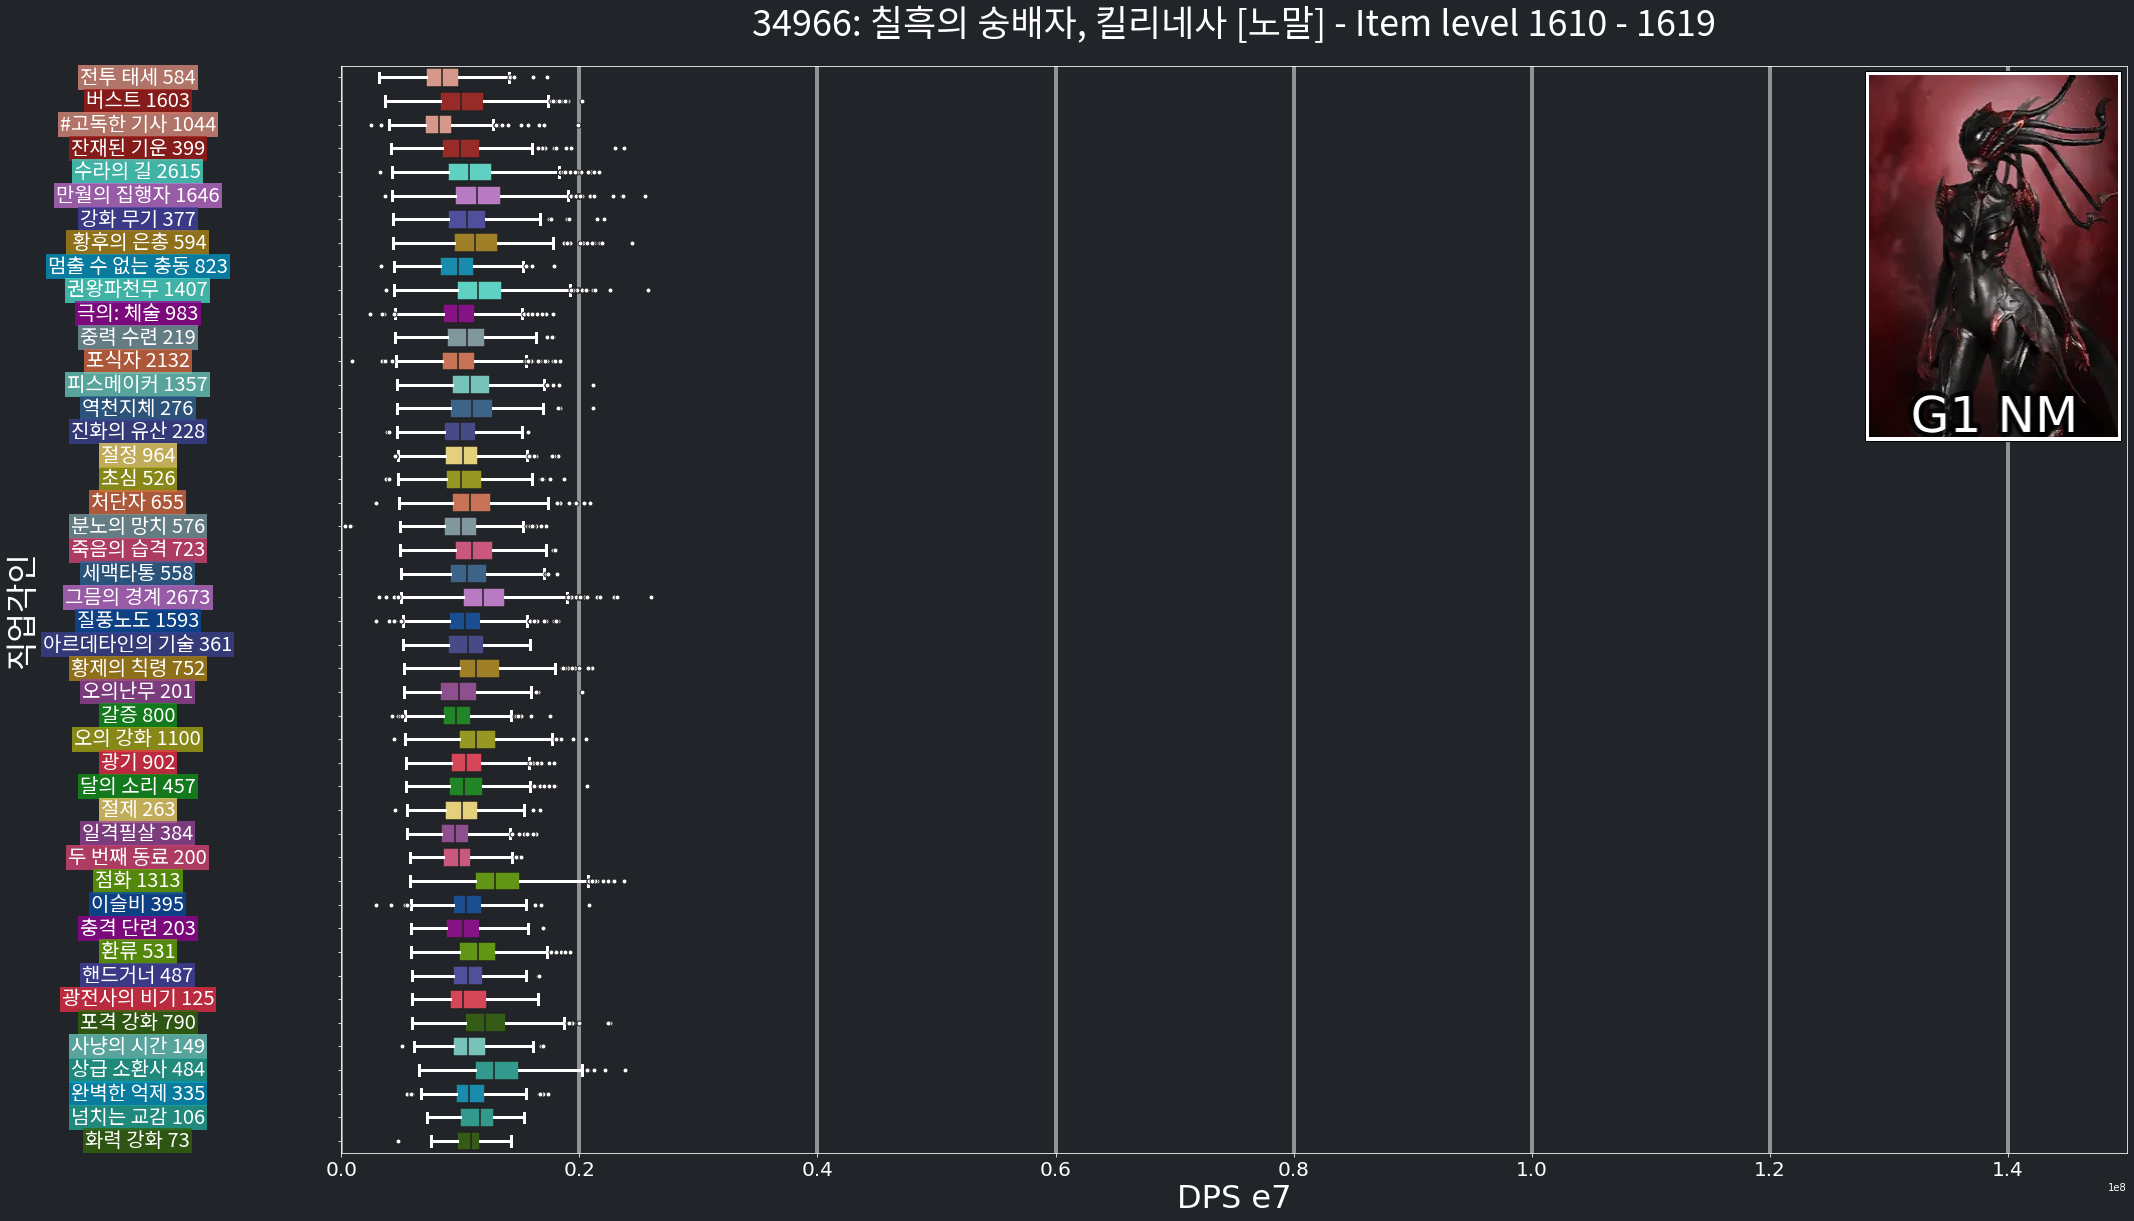 34966: 칠흑의 숭배자, 킬리네사 [노말] - Item level 1610 - 1619
전투 태세 584
버스트 1603
#고독한 기사 1044
잔재된 기운 399
수라의 길 2615
만월의 집행자 1646
강화 무기 377
황후의 은총 594
멈출 수 없는 충동 823
권왕파천무 1407
극의: 체술 983
중력 수련 219
포식자 2132
피스메이커 1357
역천지체 276
진화의 유산 228
절정 964
초심 526
처단자 655
분노의 망치 576
죽음의 습격 723
세맥타통 558
그믐의 경계 2673
질풍노도 1593
아르데타인의 기술 361
황제의 칙령 752
오의난무 201
갈증 800
오의 강화 1100
광기 902
달의 소리 457
절제 263
일격필살 384
두 번째 동료 200
점화 1313
이슬비 395
충격 단련 203
환류 531
핸드거너 487
광전사의 비기 125
포격 강화 790
사냥의 시간 149
상급 소환사 484
완벽한 억제 335
넘치는 교감 106
화력 강화 73
직업각인
G1 NM
0.0 0.2 0.4 0.6 0.8 1.0 1.2 1.4
1e8
DPS e7